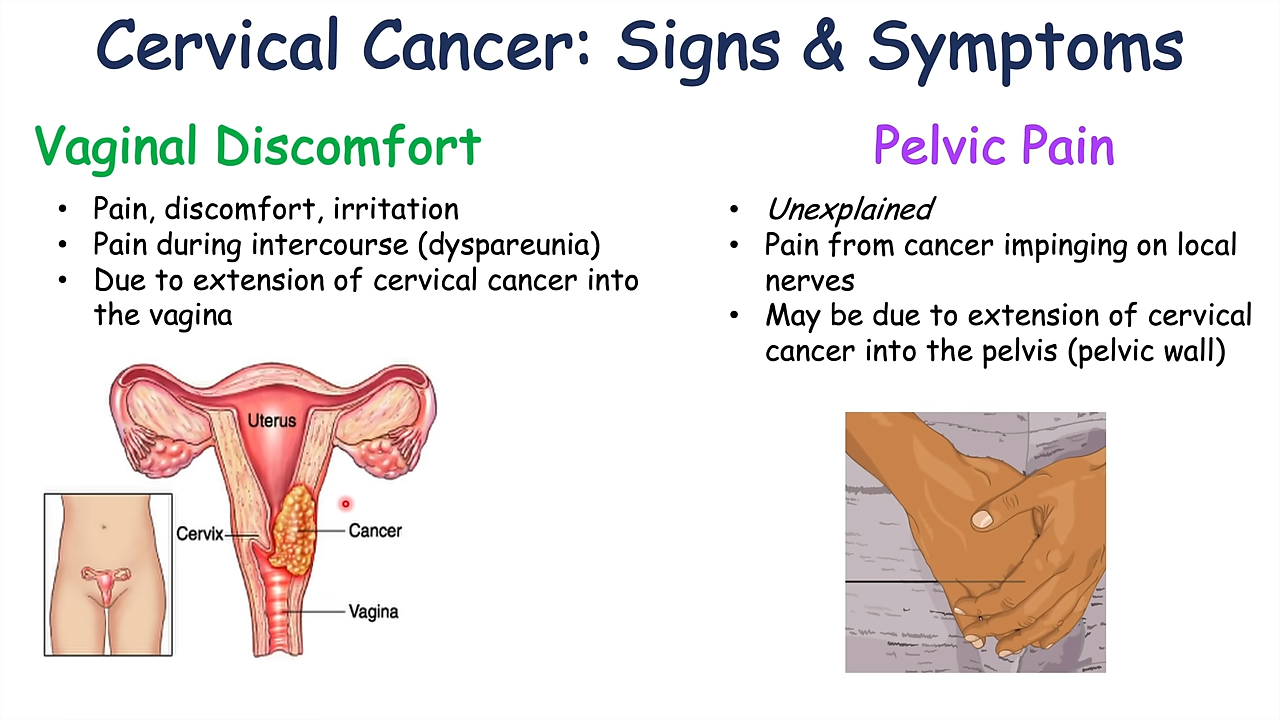 Cervical Cancer: Signs & Symptoms
Vaginal Discomfort
• Pain, discomfort, irritation
• Pain during intercourse (dyspareunia)
• Due to extension of cervical cancer into
the vagina
Pelvic Pain
• Unexplained
• Pain from cancer impinging on local
nerves
• May be due to extension of cervical
cancer into the pelvis (pelvic wall)
Uterus
Cervix
Cancer
Vagina